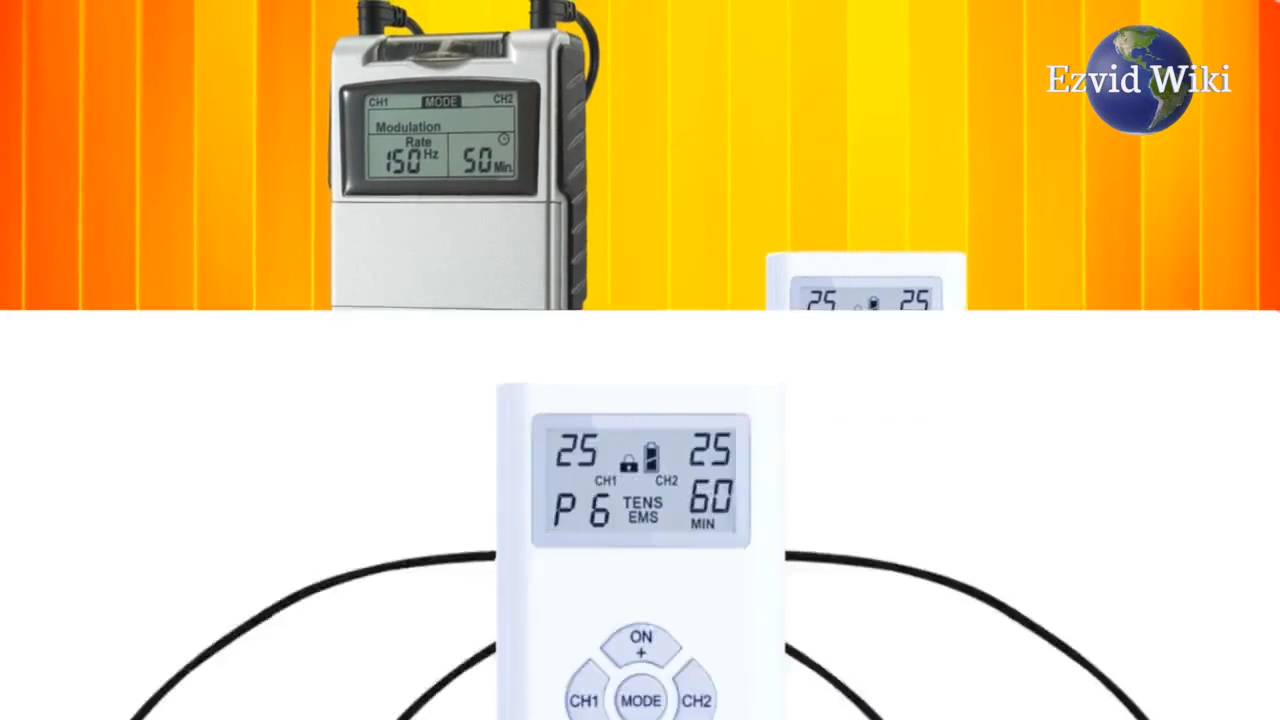 Ezvid Wiki
CH1 MODE CH2
Modulation
Rate
150 Hz 50 Min.
25 25
25 25
CH1 CH2
P 6 TENS 60
EMS MIN
ON
+
CH1 MODE CH2